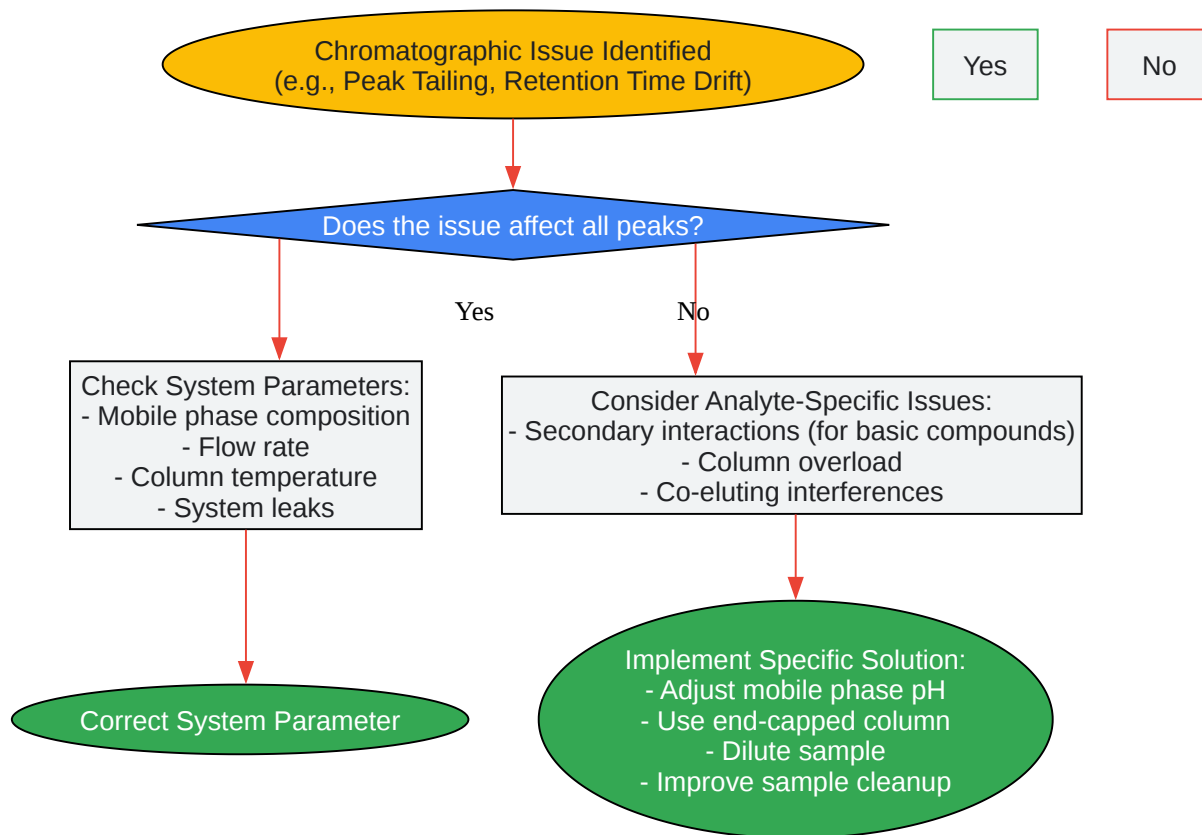 Chromatographic Issue Identified
(e.g., Peak Tailing, Retention Time Drift)
Yes
No
Does the issue affect all peaks?
Yes
No
Check System Parameters:
- Mobile phase composition
- Flow rate
- Column temperature
- System leaks
Consider Analyte-Specific Issues:
- Secondary interactions (for basic compounds)
- Column overload
- Co-eluting interferences
Correct System Parameter
Implement Specific Solution:
- Adjust mobile phase pH
- Use end-capped column
- Dilute sample
- Improve sample cleanup